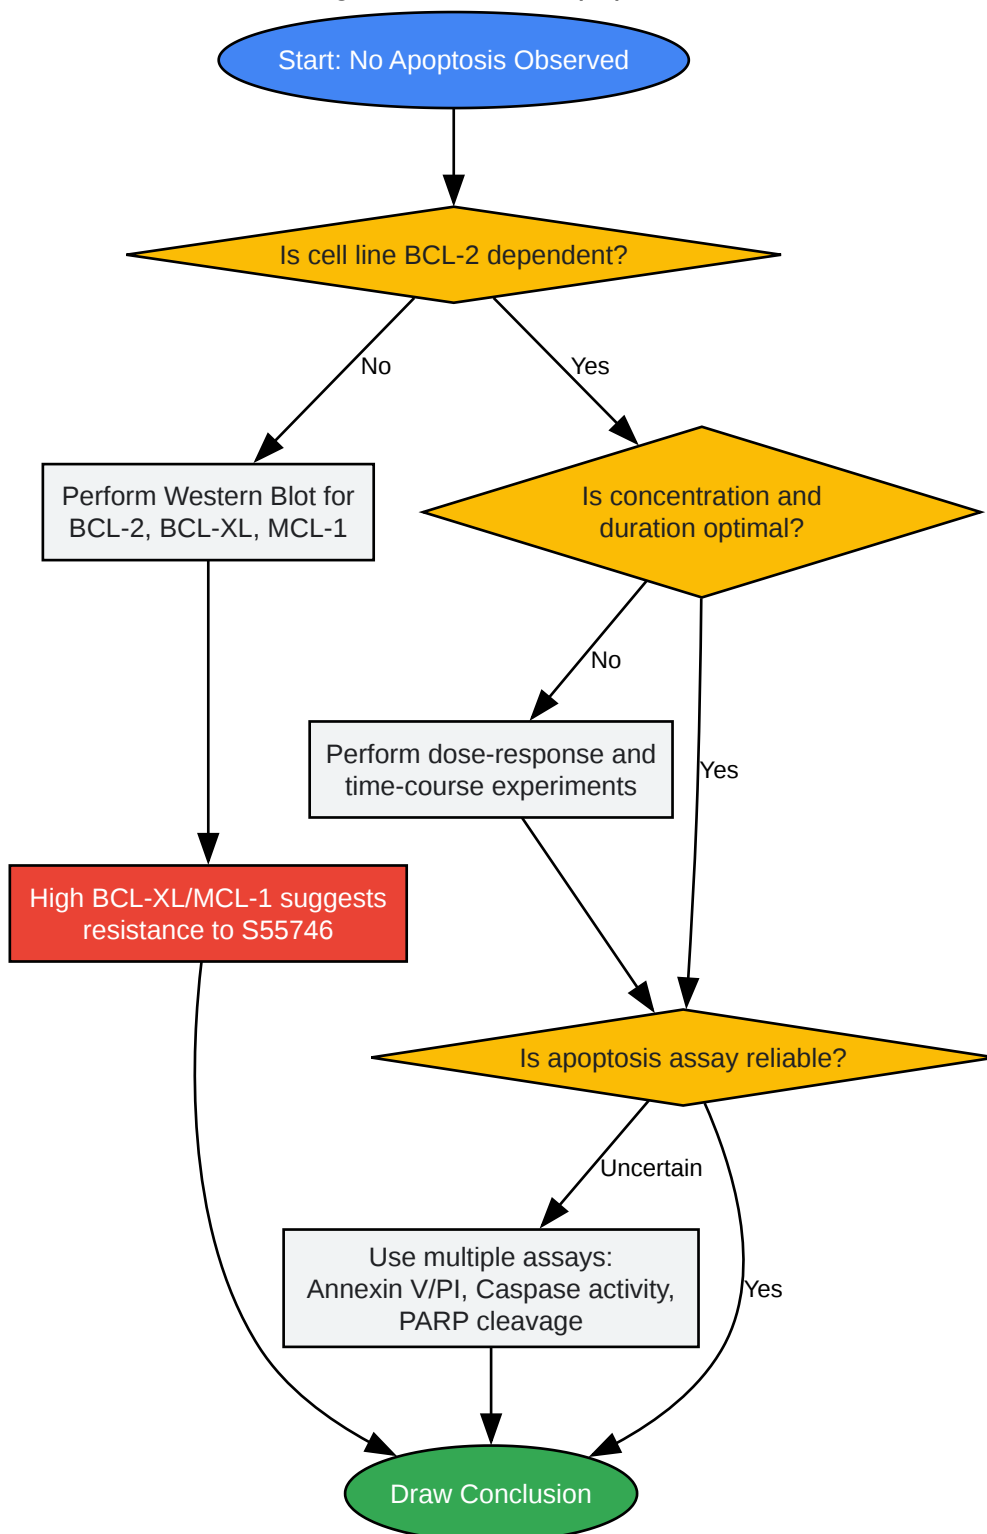 Start: No Apoptosis Observed
Is cell line BCL-2 dependent?
No
Yes
Perform Western Blot for
BCL-2, BCL-XL, MCL-1
Is concentration and
duration optimal?
No
Perform dose-response and
time-course experiments
Yes
High BCL-XL/MCL-1 suggests
resistance to S55746
Is apoptosis assay reliable?
Uncertain
Use multiple assays:
Annexin V/PI, Caspase activity,
PARP cleavage
Yes
Draw Conclusion